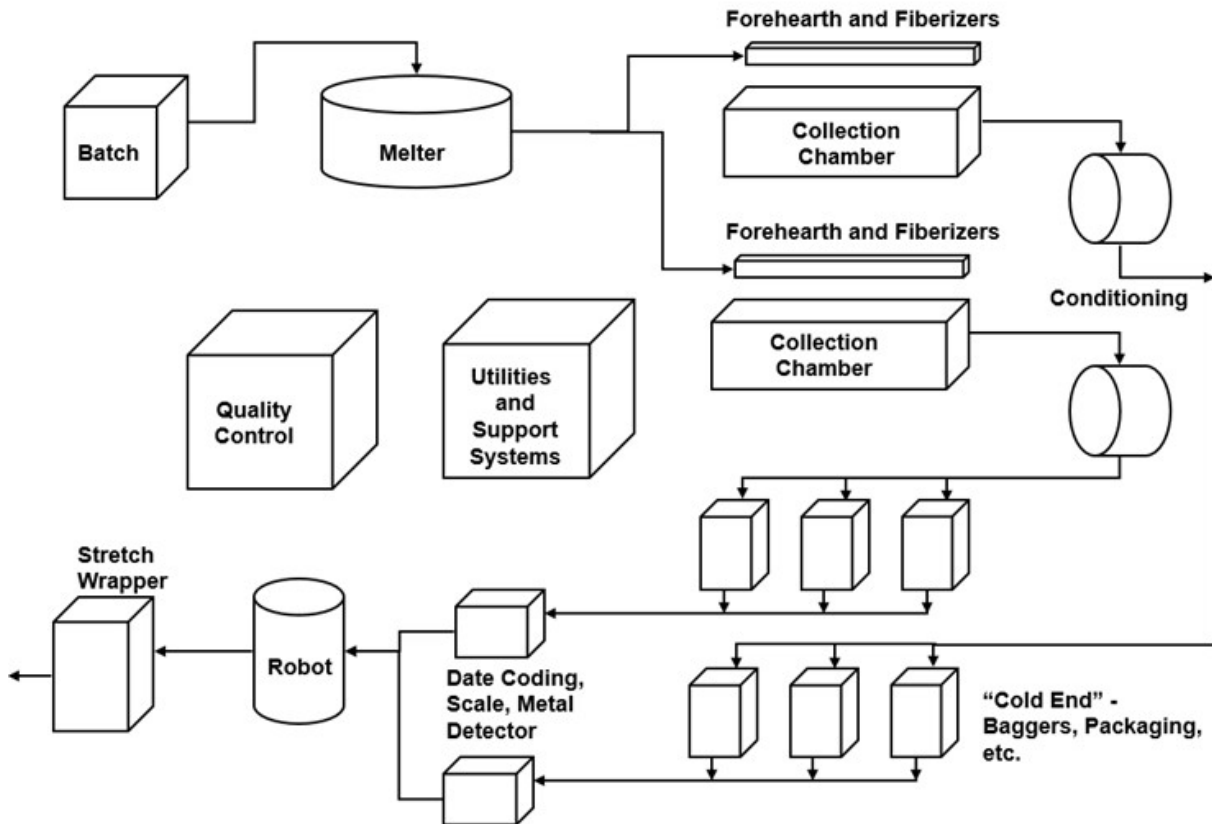 Forehearth and Fiberizers
Batch
Melter
Collection
Chamber
Forehearth and Fiberizers
Conditioning
Collection
Chamber
Quality
Control
Utilities
and
Support
Systems
Stretch
Wrapper
Robot
Date Coding,
Scale, Metal
Detector
“Cold End” -
Baggers, Packaging,
etc.